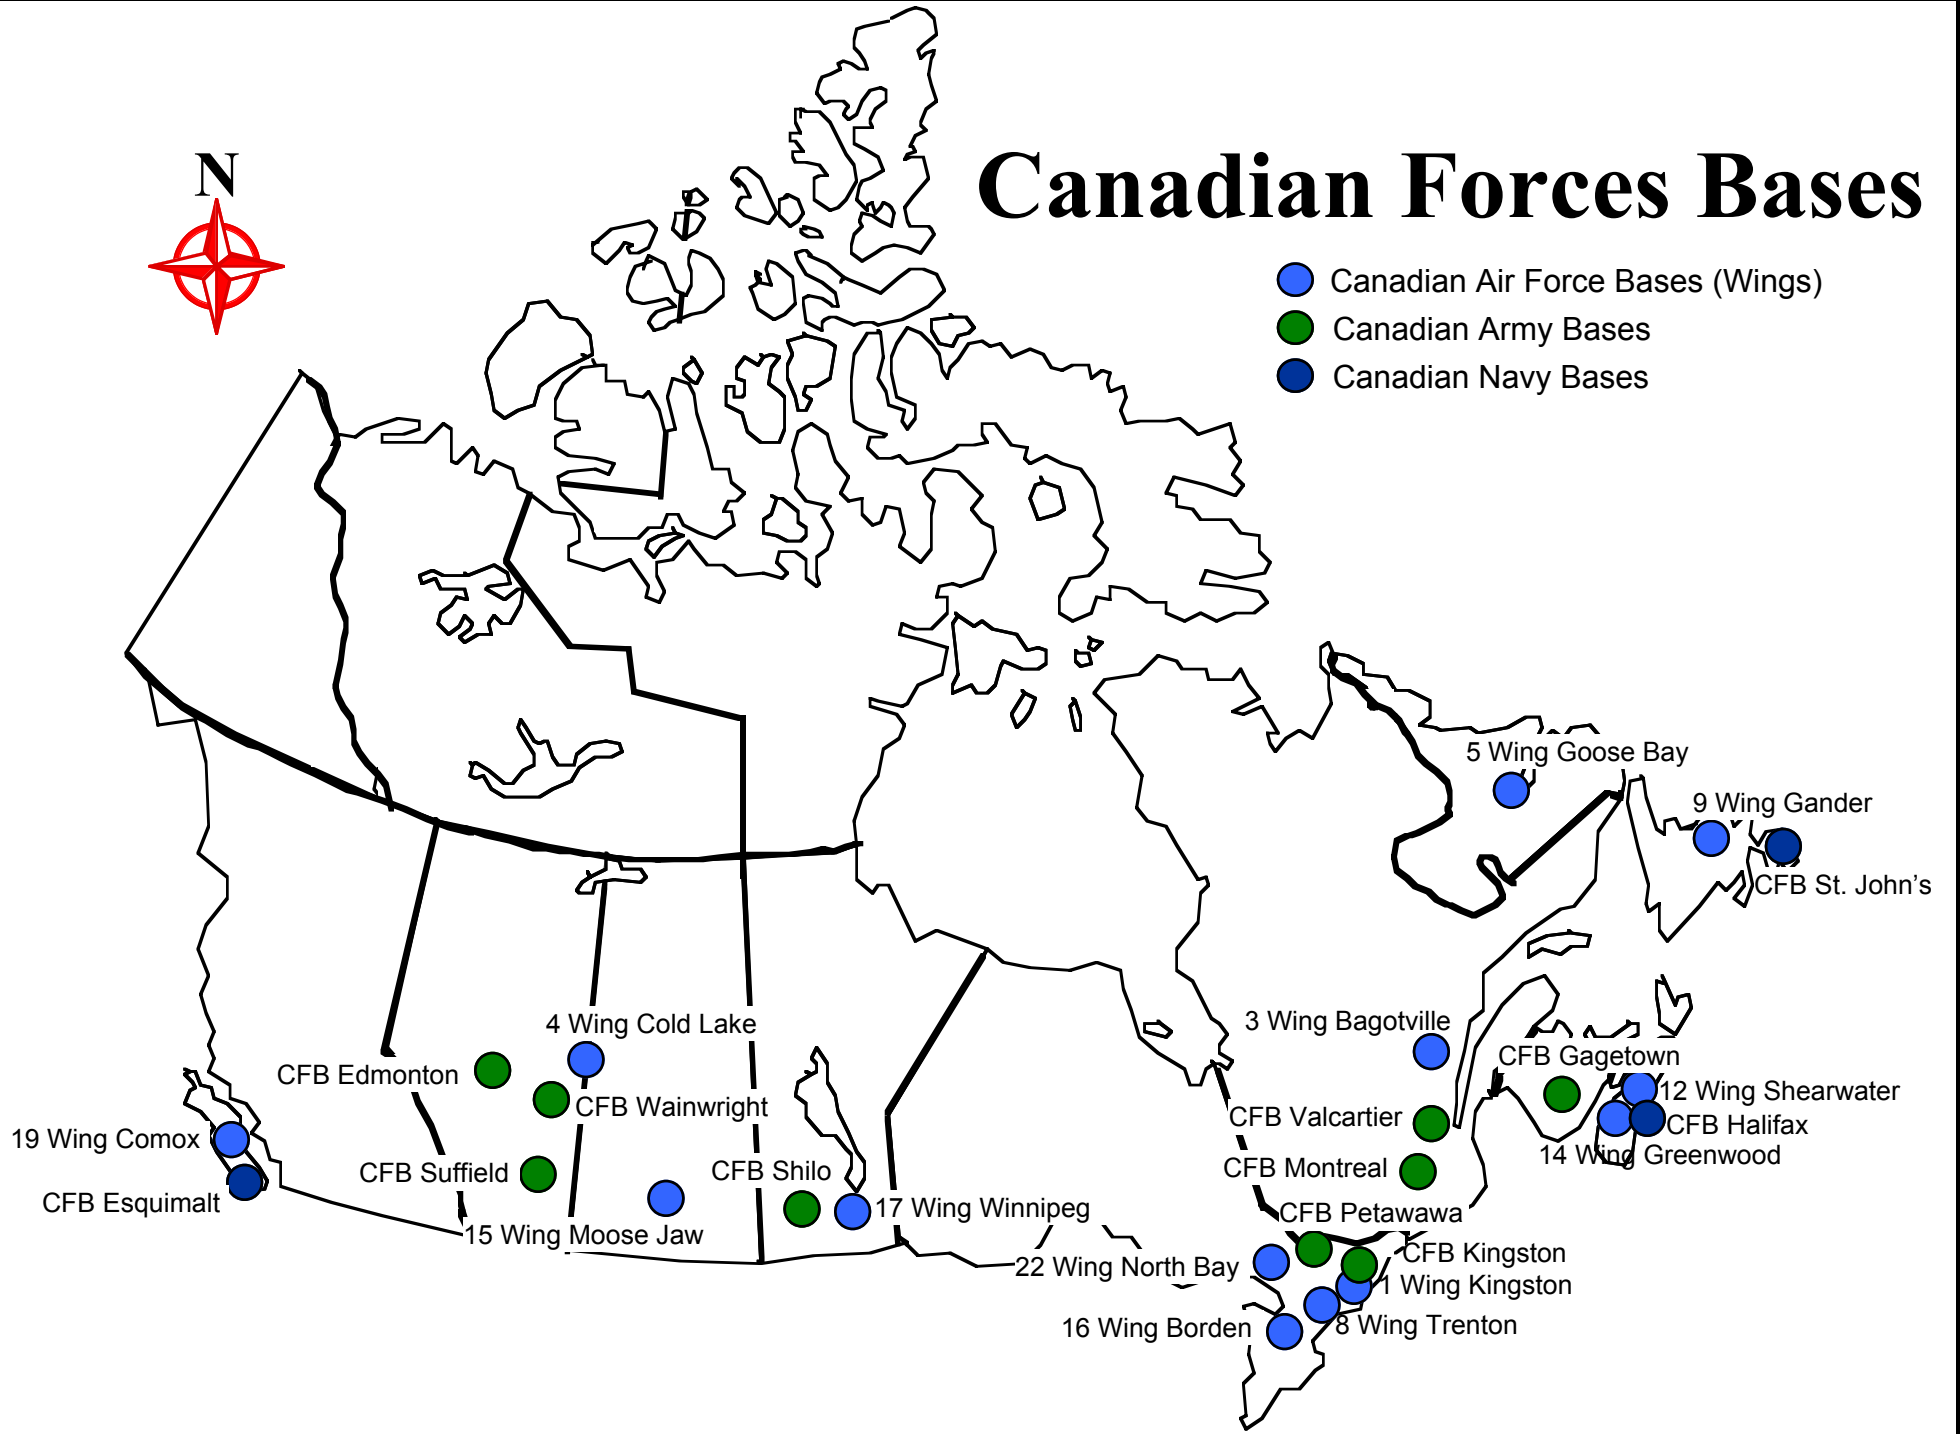 N
Canadian Forces Bases
Canadian Air Force Bases (Wings)
Canadian Army Bases
Canadian Navy Bases
5 Wing Goose Bay
9 Wing Gander
CFB St. John's
3 Wing Bagotville
4 Wing Cold Lake
CFB Gagetown
CFB Edmonton
12 Wing Shearwater
CFB Wainwright
CFB Valcartier
CFB Halifax
19 Wing Comox
14 Wing Greenwood
CFB Suffield
CFB Shilo
CFB Montreal
CFB Esquimalt
17 Wing Winnipeg
CFB Petawawa
15 Wing Moose Jaw
CFB Kingston
22 Wing North Bay
1 Wing Kingston
16 Wing Borden
8 Wing Trenton